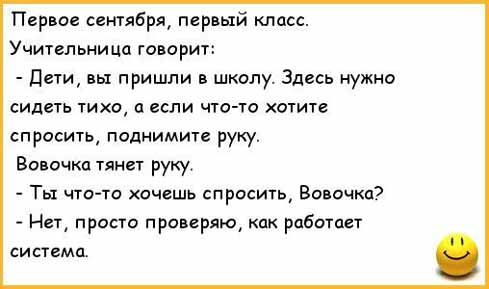 Первое сентября, первый класс.
Учительница говорит:
- Дети, вы пришли в школу. Здесь нужно
сидеть тихо, а если что-то хотите
спросить, поднимите руку.
Вовочка тянет руку.
- Ты что-то хочешь спросить, Вовочка?
- Нет, просто проверяю, как работает
система.